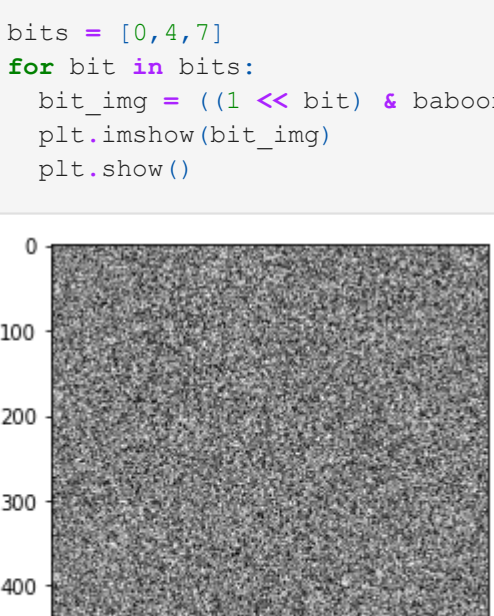 bits = [0,4,7]
for bit in bits:
  bit_img = ((1 << bit) & baboo
  plt.imshow(bit_img)
  plt.show()
0
100
200
300
400